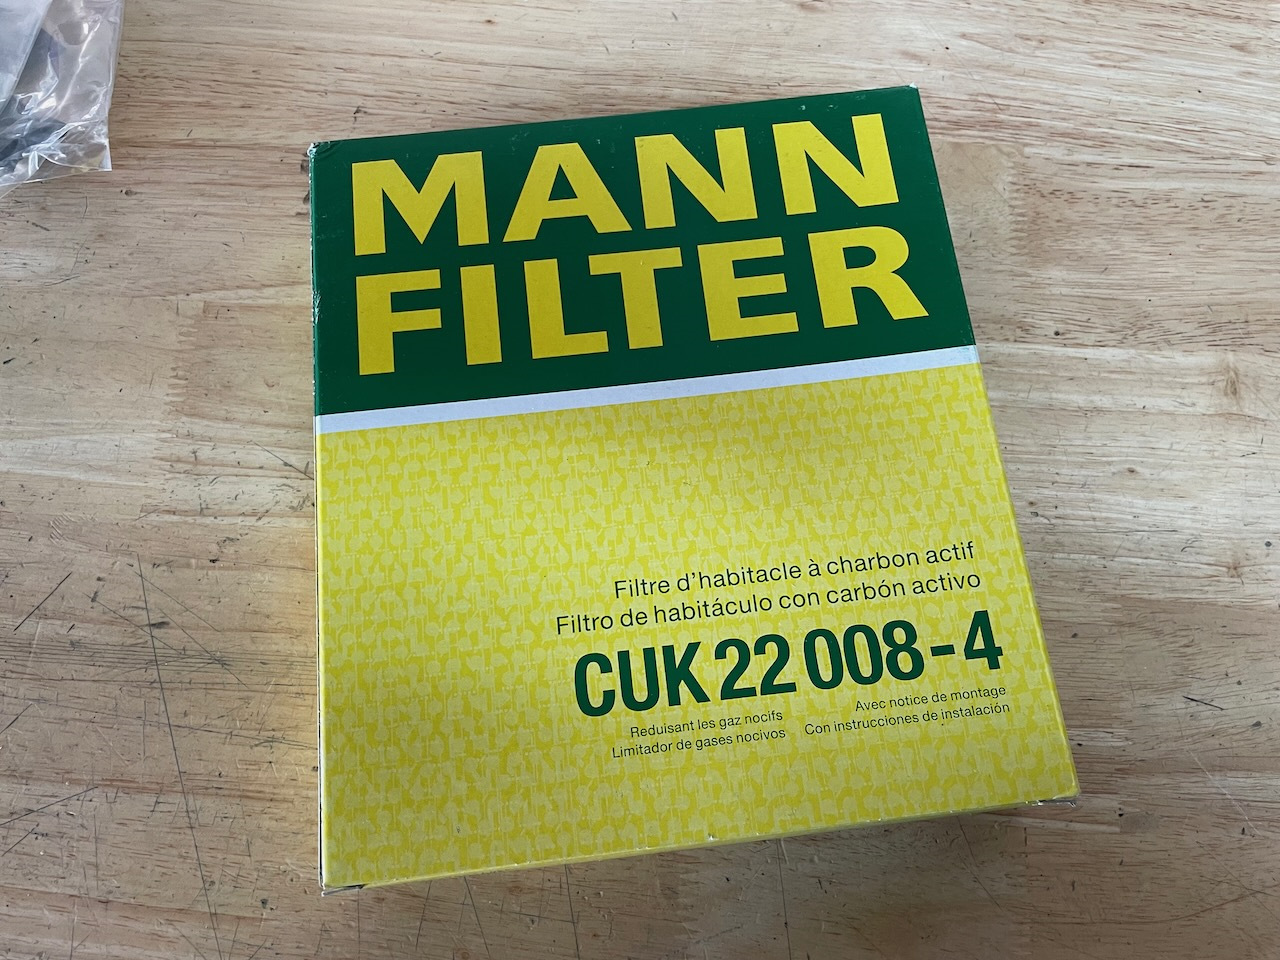 MANN
FILTER
Filtre d'habitacle à charbon actif
Filtro de habitáculo con carbón activo
CUK 22 008-4
Reduisant les gaz nocifs
Limitador de gases nocivos
Avec notice de montage
Con instrucciones de instalación